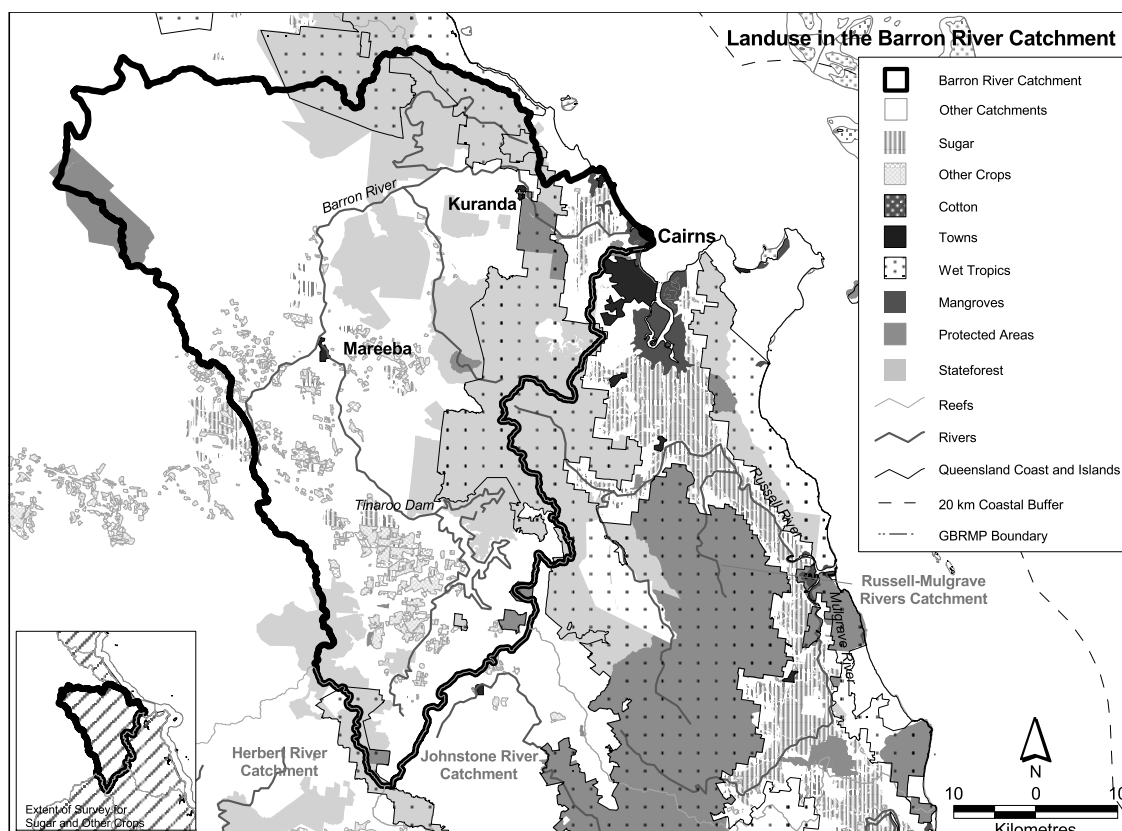 Landuse in the Barron River Catchment
Barron River Catchment
Other Catchments
Sugar
Other Crops
Cotton
Towns
Wet Tropics
Mangroves
Protected Areas
Stateforest
Reefs
Rivers
Queensland Coast and Islands
20 km Coastal Buffer
GBRMP Boundary
Barron River
Kuranda
Cairns
Mareeba
Tinaroo Dam
Russell River
Russell-Mulgrave
Rivers Catchment
Mulgrave River
Herbert River
Catchment
Johnstone River
Catchment
Extent of Survey for
Sugar and Other Crops
N
10 0 10
Kilometres